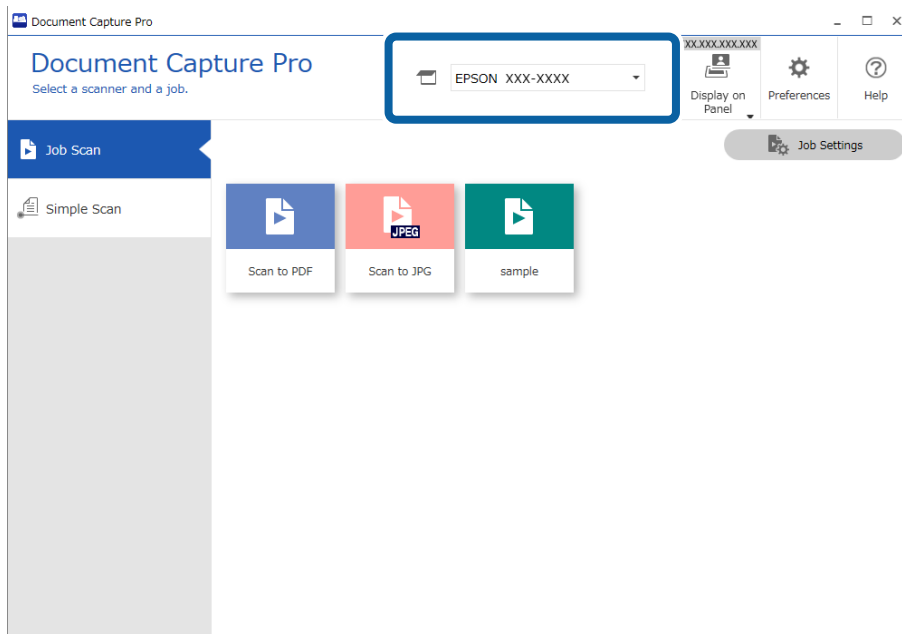 Document Capture Pro
Document Capture Pro
Select a scanner and a job.
EPSON XXX-XXXX
XX.XXX.XXX.XXX
Display on
Panel
Preferences
Help
Job Scan
Job Settings
Simple Scan
JPEG
Scan to PDF
Scan to JPG
sample